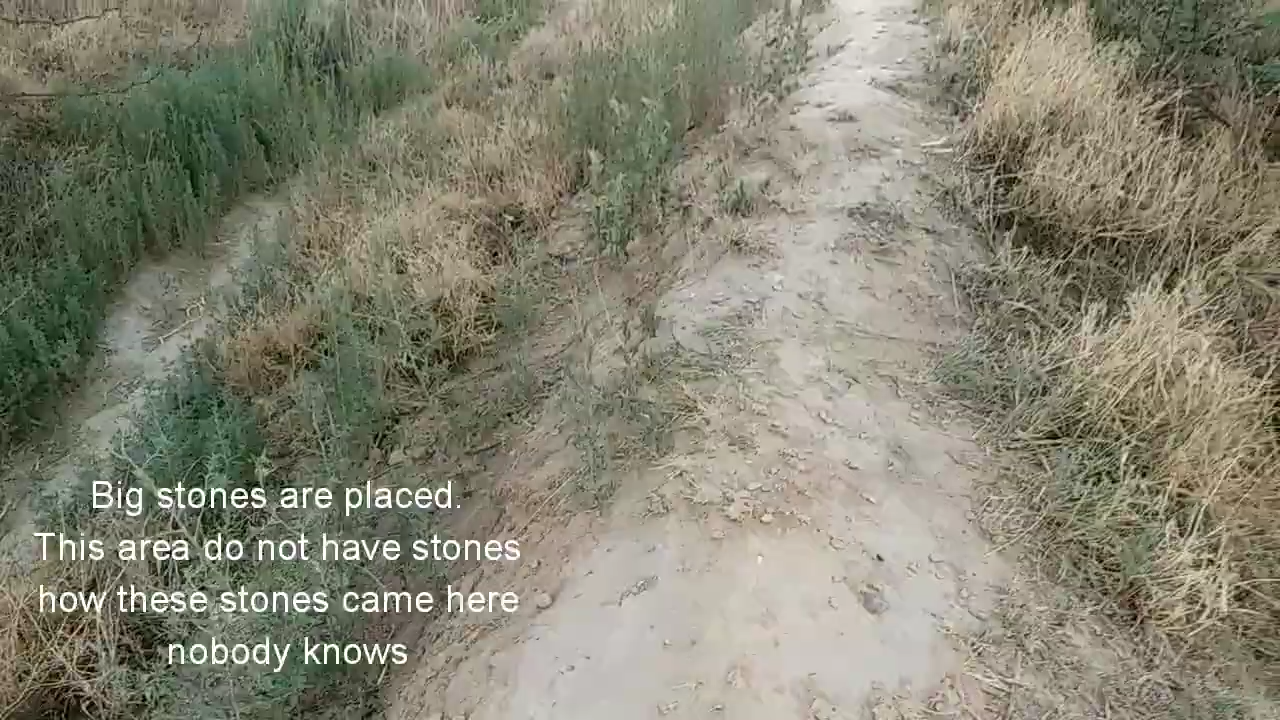 Big stones are placed.
This area do not have stones
how these stones came here
nobody knows